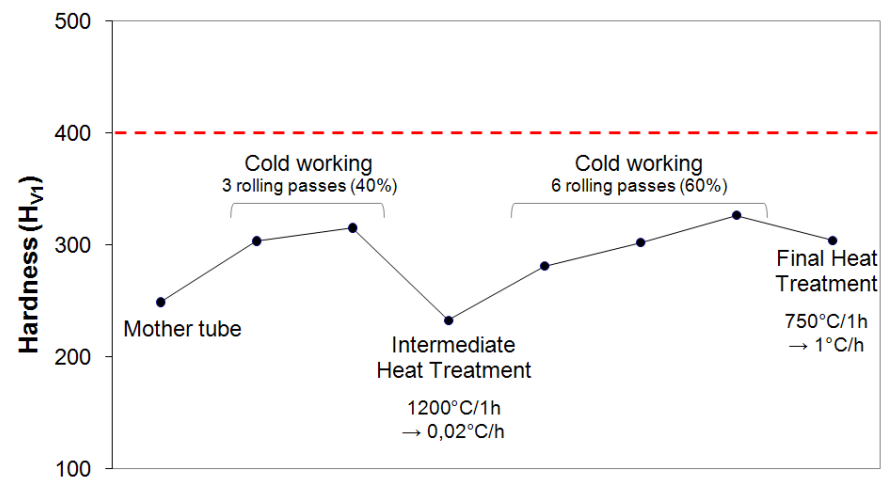 500
400
300
200
100
Hardness (HV1)
Cold working
3 rolling passes (40%)
Cold working
6 rolling passes (60%)
Mother tube
Intermediate
Heat Treatment
1200°C/1h
→ 0,02°C/h
Final Heat
Treatment
750°C/1h
→ 1°C/h